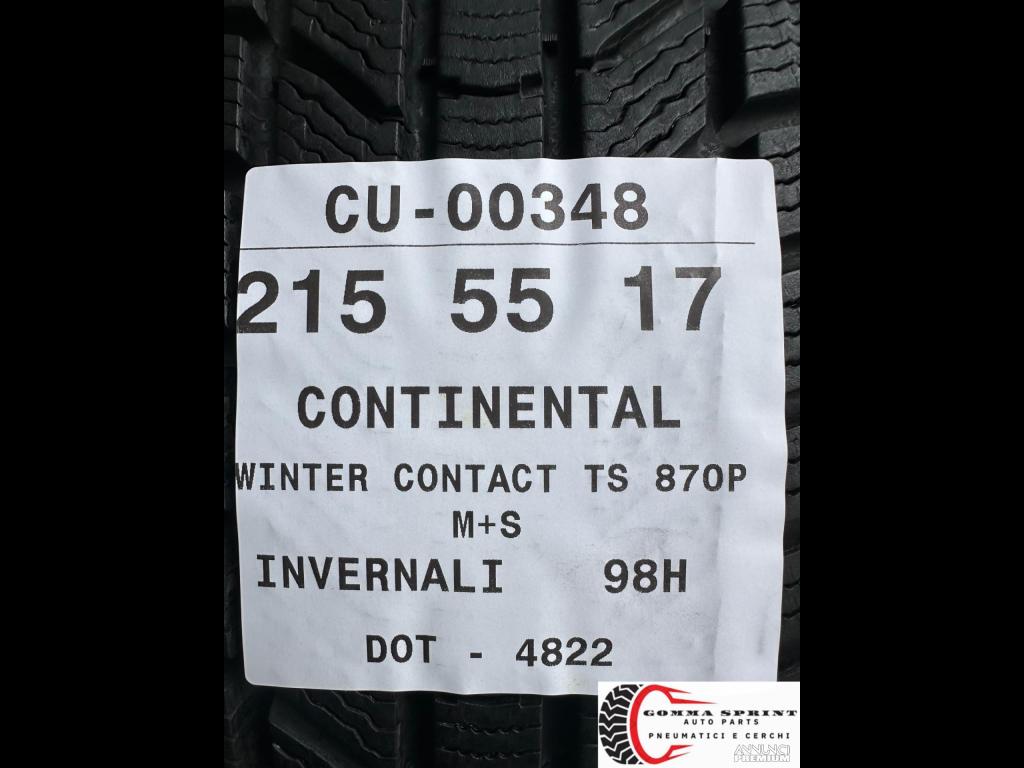 CU-00348
215 55 17
CONTINENTAL
WINTER CONTACT TS 870P
M+S
INVERNALI 98H
DOT - 4822
GOMMA SPRINT
AUTO PARTS
PNEUMATICI E CERCHI
ANNUNCI
PREMIUM